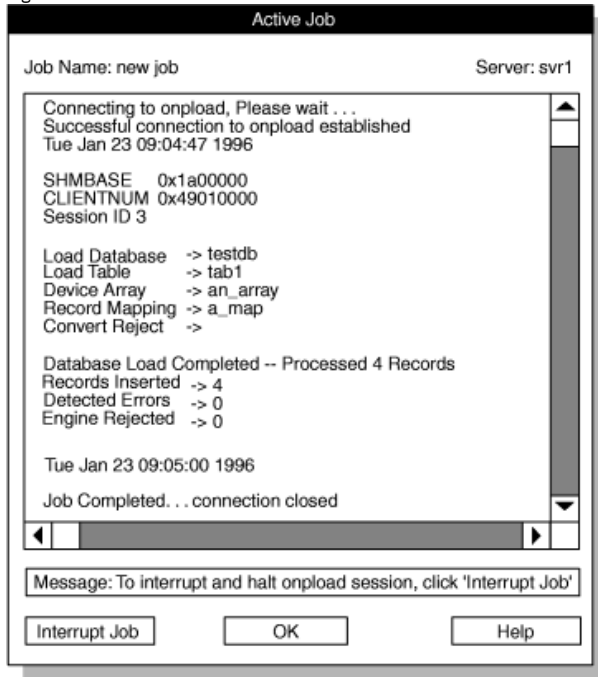 Active Job
Job Name: new job Server: svr1
Connecting to onpload, Please wait . . .
Successful connection to onpload established
Tue Jan 23 09:04:47 1996
SHMBASE 0x1a00000
CLIENTNUM 0x49010000
Session ID 3
Load Database -> testdb
Load Table -> tab1
Device Array -> an_array
Record Mapping -> a_map
Convert Reject ->
Database Load Completed -- Processed 4 Records
Records Inserted -> 4
Detected Errors -> 0
Engine Rejected -> 0
Tue Jan 23 09:05:00 1996
Job Completed. . . connection closed
Message: To interrupt and halt onpload session, click 'Interrupt Job'
Interrupt Job OK Help